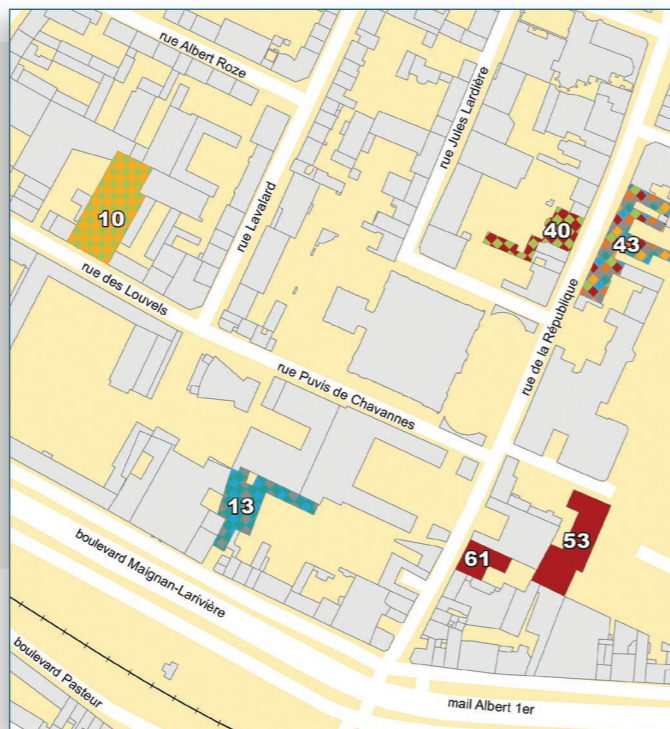 rue Albert Roze
rue Jules Lardière
rue Lavalard
10
40
43
rue des Louvels
rue de la République
rue Puvis de Chavannes
13
53
61
boulevard Maignan-Larivière
boulevard Pasteur
mail Albert 1er